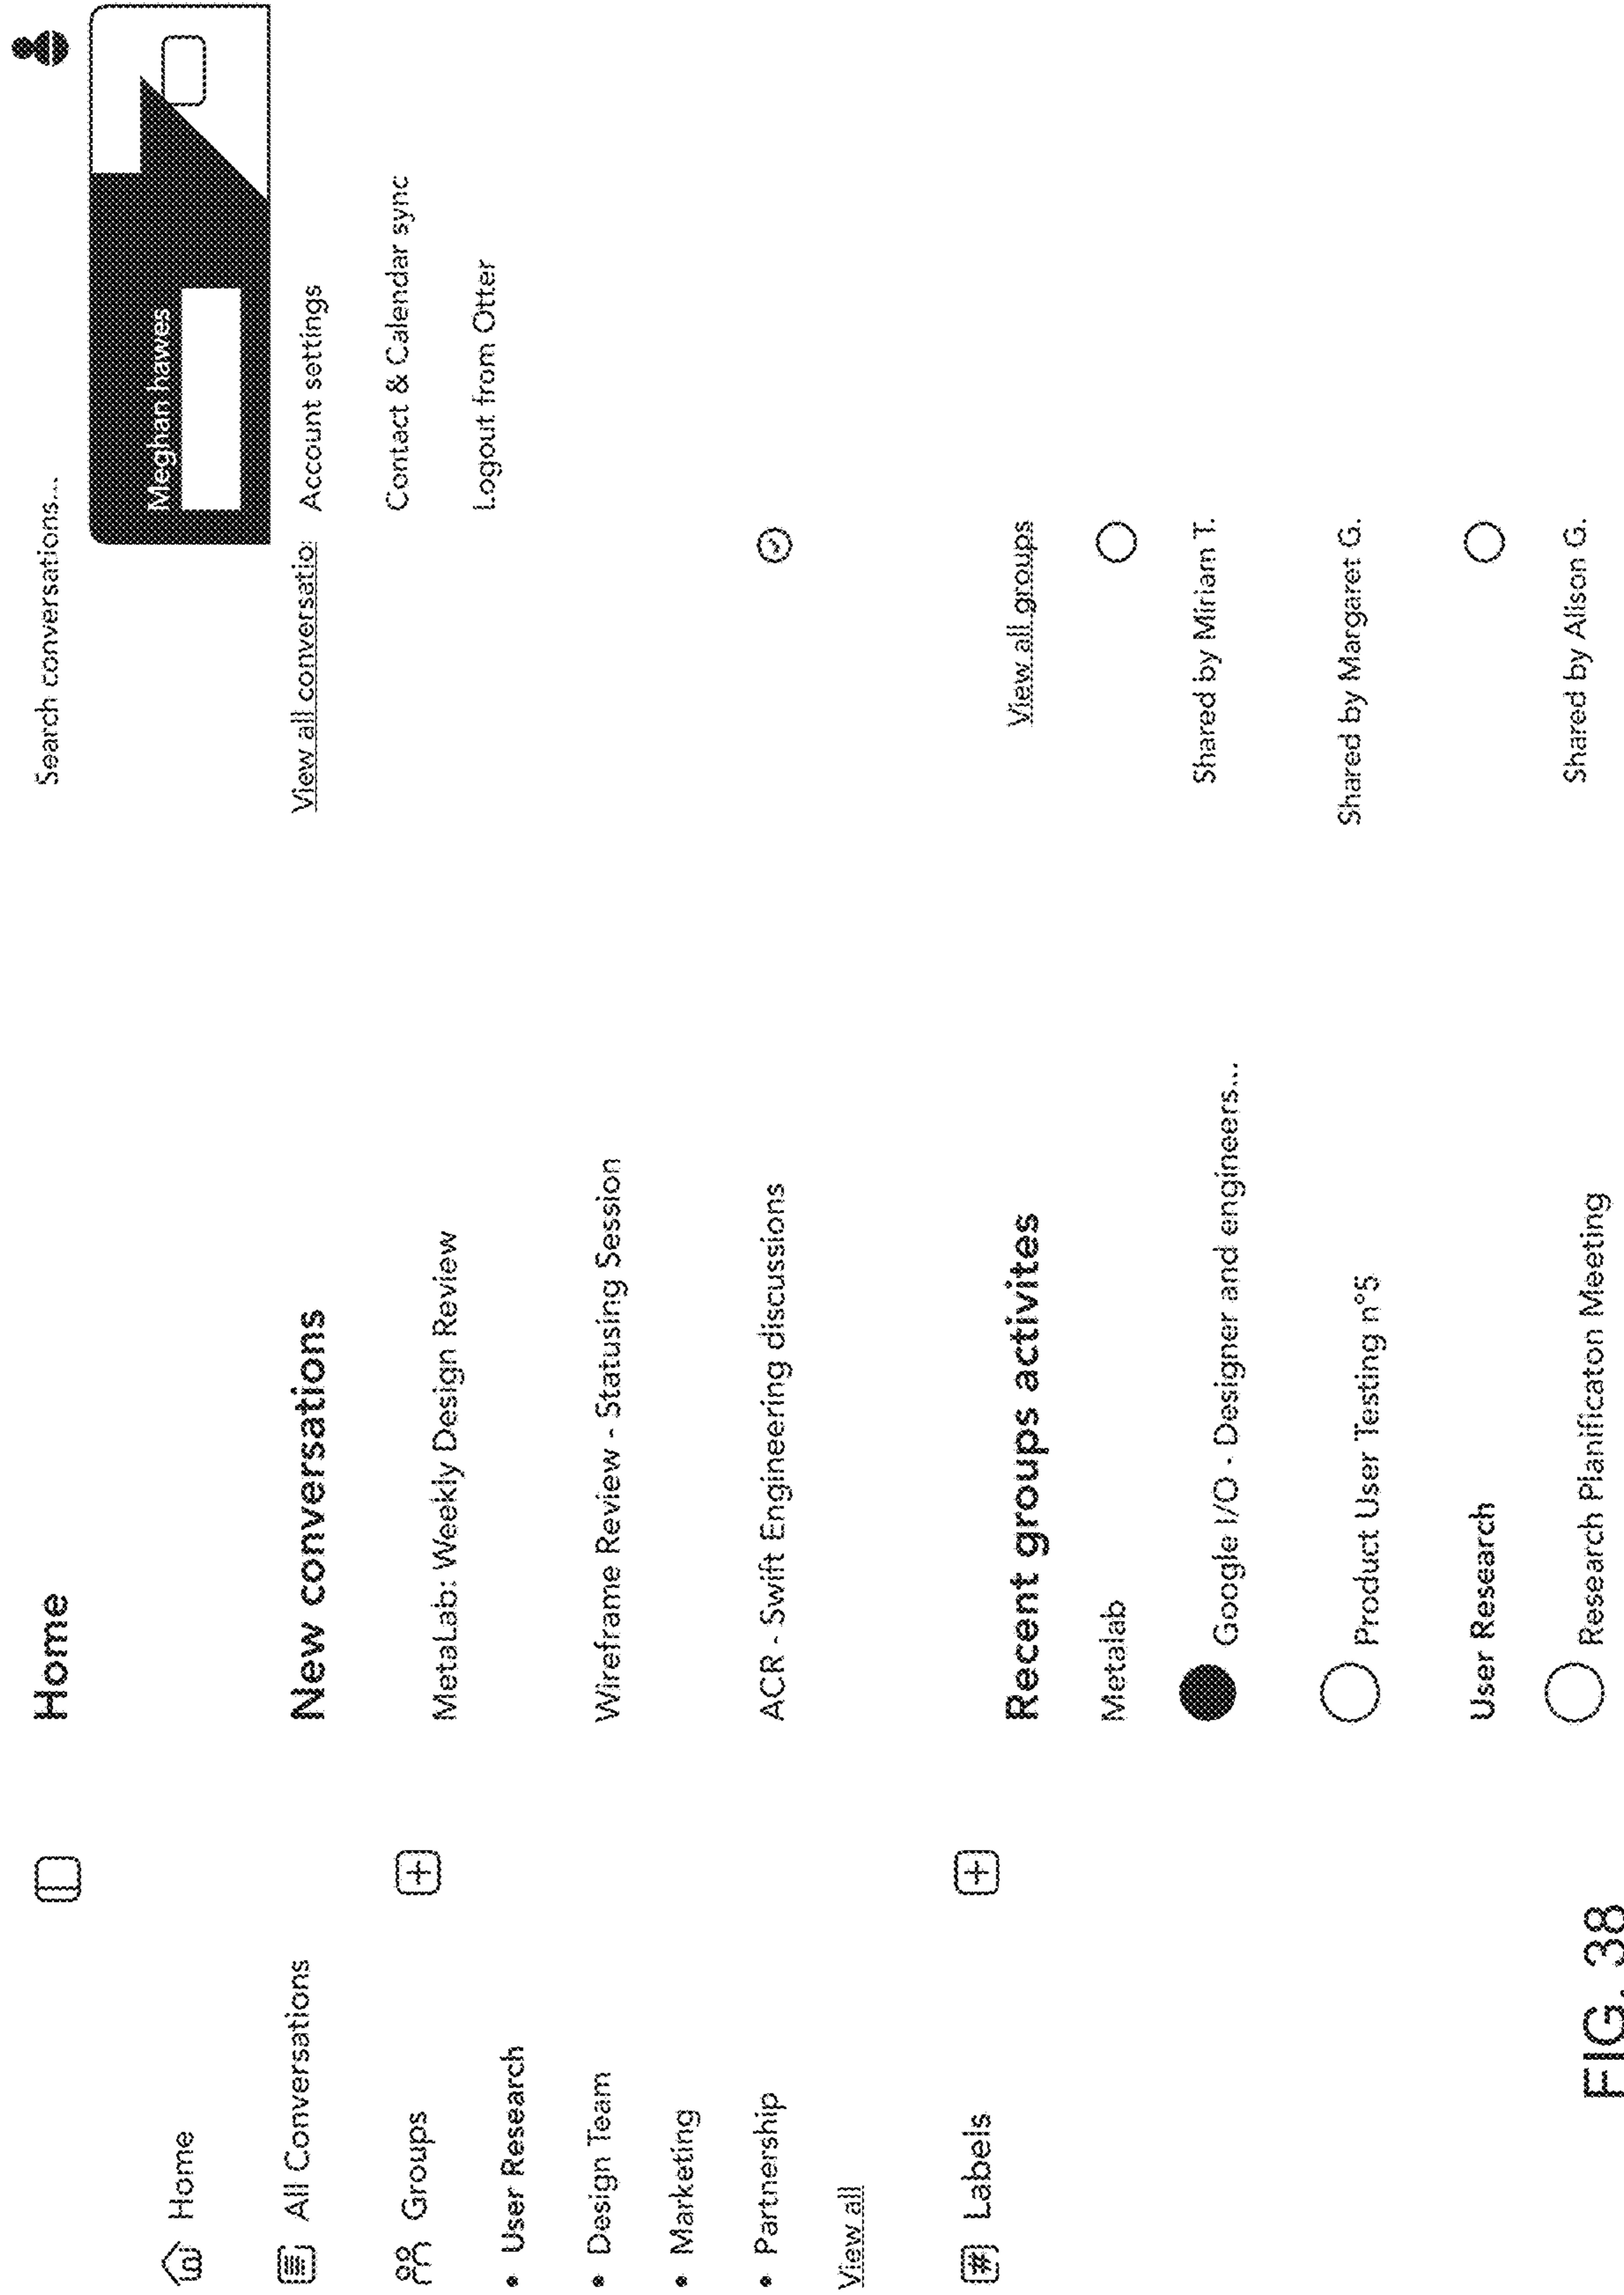 Home
All Conversations
Groups
• User Research
• Design Team
• Marketing
• Partnership
View all
Labels
Home
Search conversations...
New conversations
View all conversatio
MetaLab: Weekly Design Review
Wireframe Review - Statusing Session
ACR - Swift Engineering discussions
Meghan hawes
Account settings
Contact & Calendar sync
Logout from Otter
Recent groups activites
View all groups
Metalab
Google I/O - Designer and engineers...
Shared by Miriam T.
Product User Testing n°5
Shared by Margaret G.
User Research
Research Planificaton Meeting
Shared by Alison G.
FIG. 38